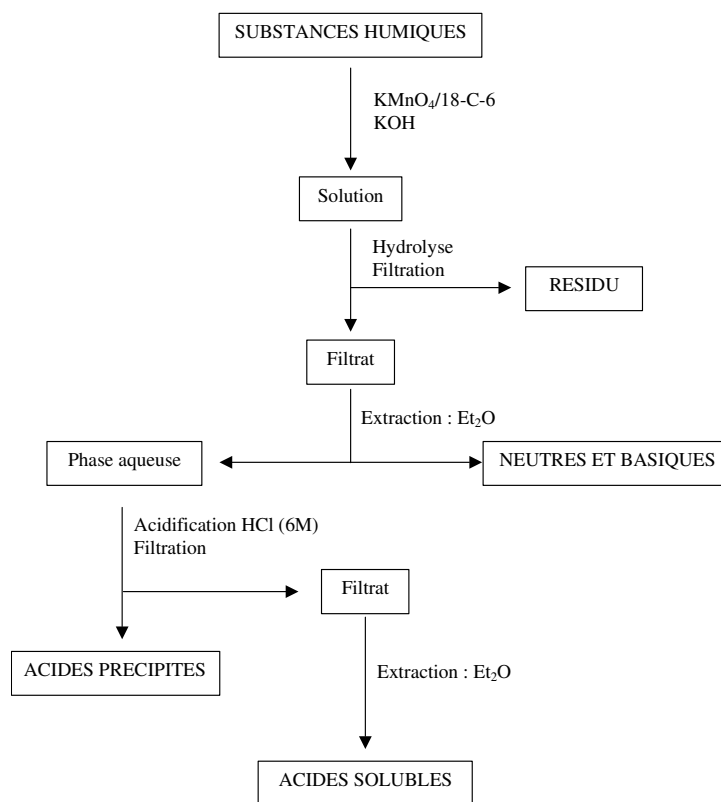 SUBSTANCES HUMIQUES
KMnO₄/18-C-6
KOH
Solution
Hydrolyse
Filtration
RESIDU
Filtrat
Extraction : Et₂O
Phase aqueuse
NEUTRES ET BASIQUES
Acidification HCl (6M)
Filtration
Filtrat
ACIDES PRECIPITES
Extraction : Et₂O
ACIDES SOLUBLES